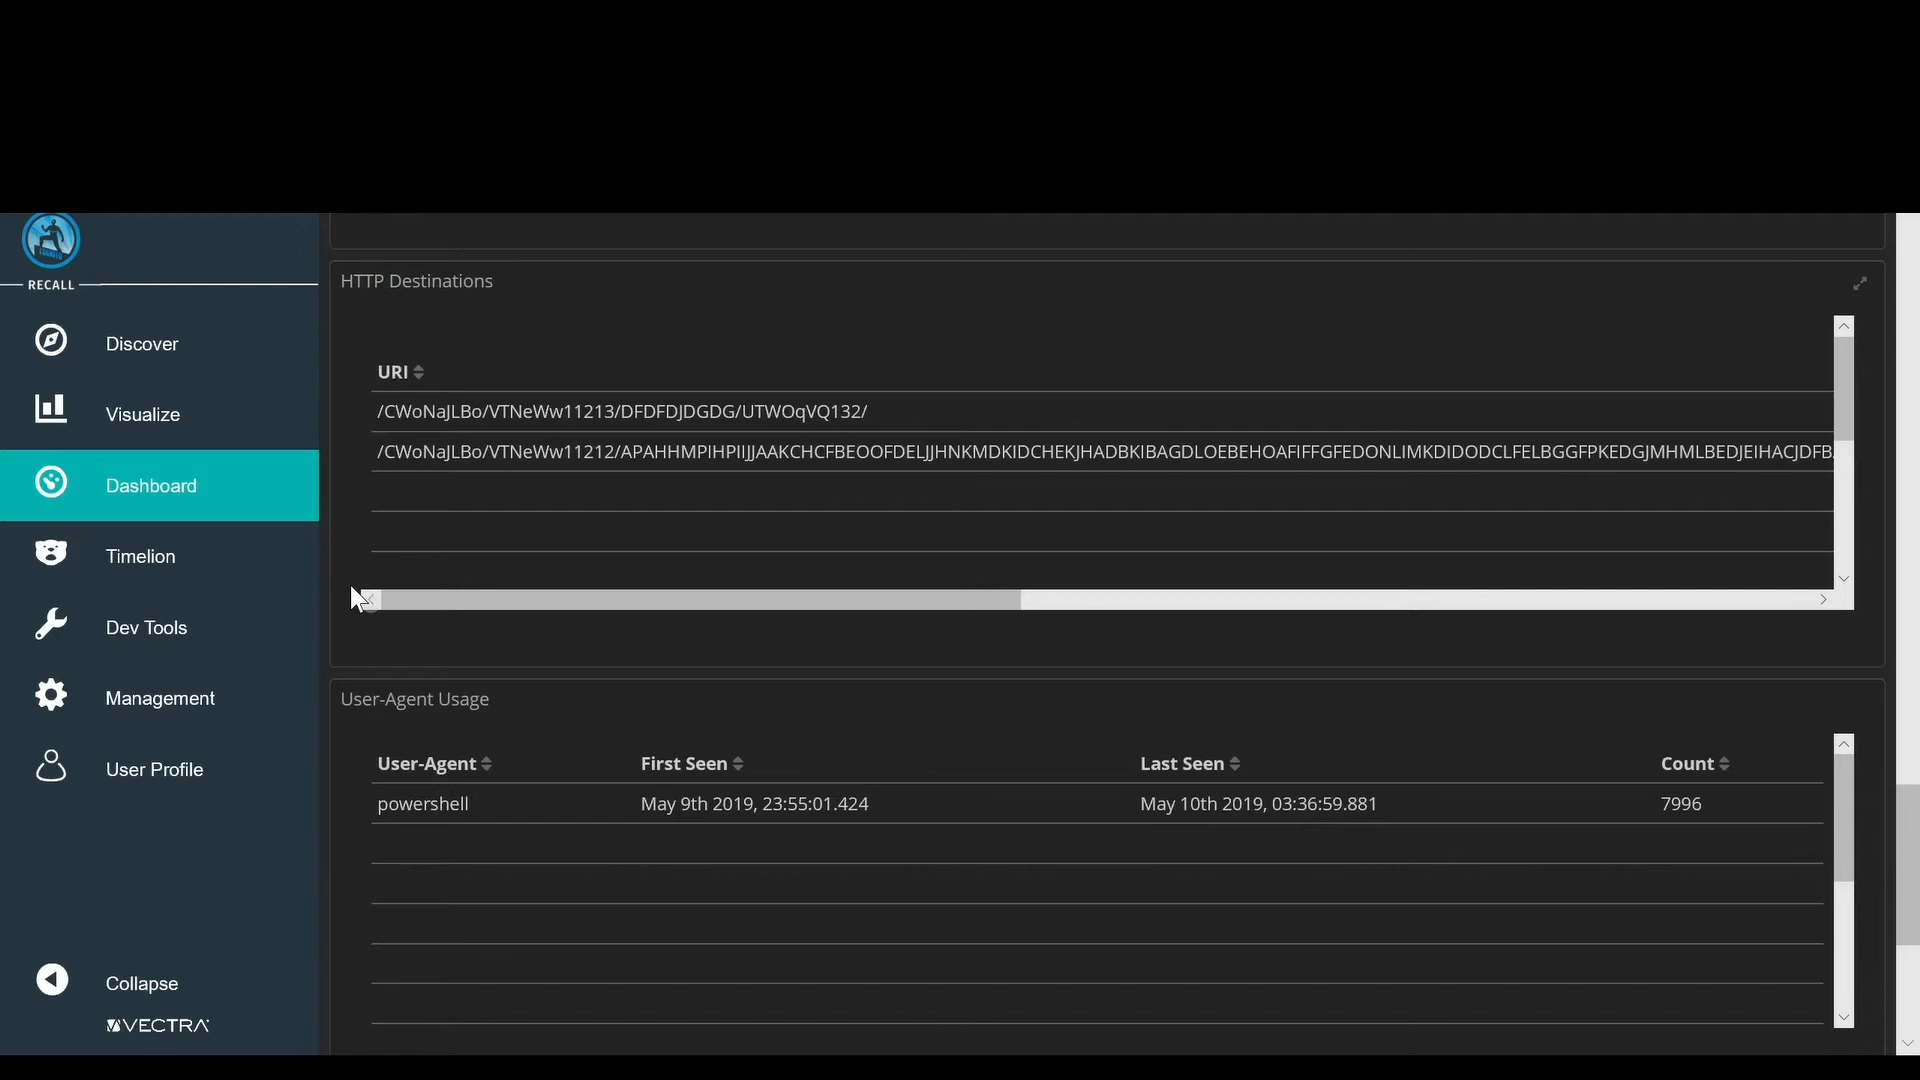 RECALL
Discover
Visualize
Dashboard
Timelion
Dev Tools
Management
User Profile
Collapse
VECTRA
HTTP Destinations
URI
/CWoNaJLBo/VTNeWw11213/DFDFDJDGDG/UTWOqVQ132/
/CWoNaJLBo/VTNeWw11212/APAHHMPIHPIIJJAAKCHCFBEOOFDELJJHNKMDKIDCHEKJHADBKIBAGDLOEBEHOAFIFFGFEDONLIMKDIDODCLFELBGGFPKEDGJMHMLBEDJEIHACJDFB
User-Agent Usage
User-Agent First Seen Last Seen Count
powershell May 9th 2019, 23:55:01.424 May 10th 2019, 03:36:59.881 7996